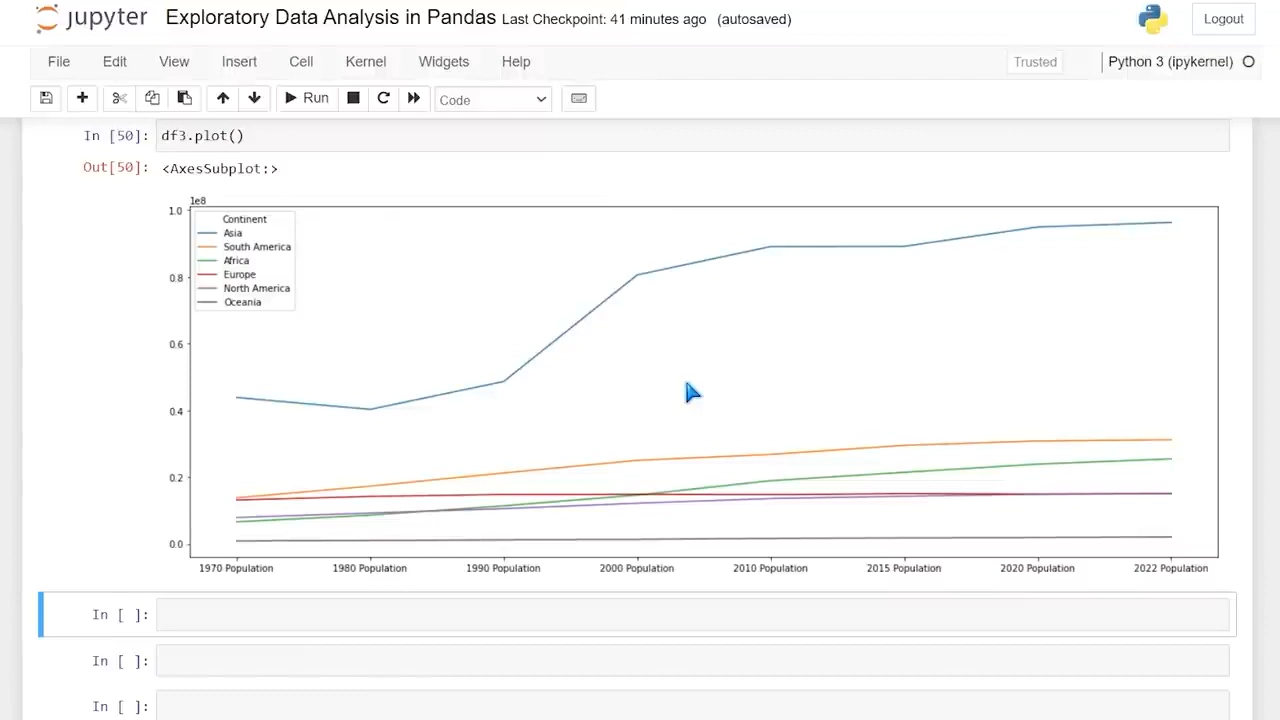 jupyter Exploratory Data Analysis in Pandas Last Checkpoint: 41 minutes ago (autosaved) Logout
File Edit View Insert Cell Kernel Widgets Help Trusted Python 3 (ipykernel)
Run Code
In [50]: df3.plot()
Out[50]: <AxesSubplot:>
1e8
1.0
0.8
0.6
0.4
0.2
0.0
Continent
Asia
South America
Africa
Europe
North America
Oceania
1970 Population 1980 Population 1990 Population 2000 Population 2010 Population 2015 Population 2020 Population 2022 Population
In [ ]:
In [ ]:
In [ ]: